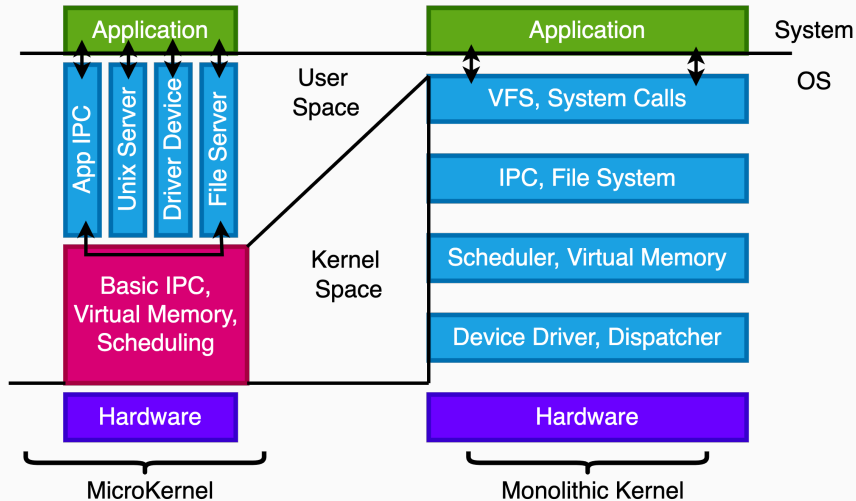 Application
Application
System
OS
App IPC
Unix Server
Driver Device
File Server
User
Space
VFS, System Calls
IPC, File System
Kernel
Space
Scheduler, Virtual Memory
Basic IPC,
Virtual Memory,
Scheduling
Device Driver, Dispatcher
Hardware
Hardware
MicroKernel
Monolithic Kernel